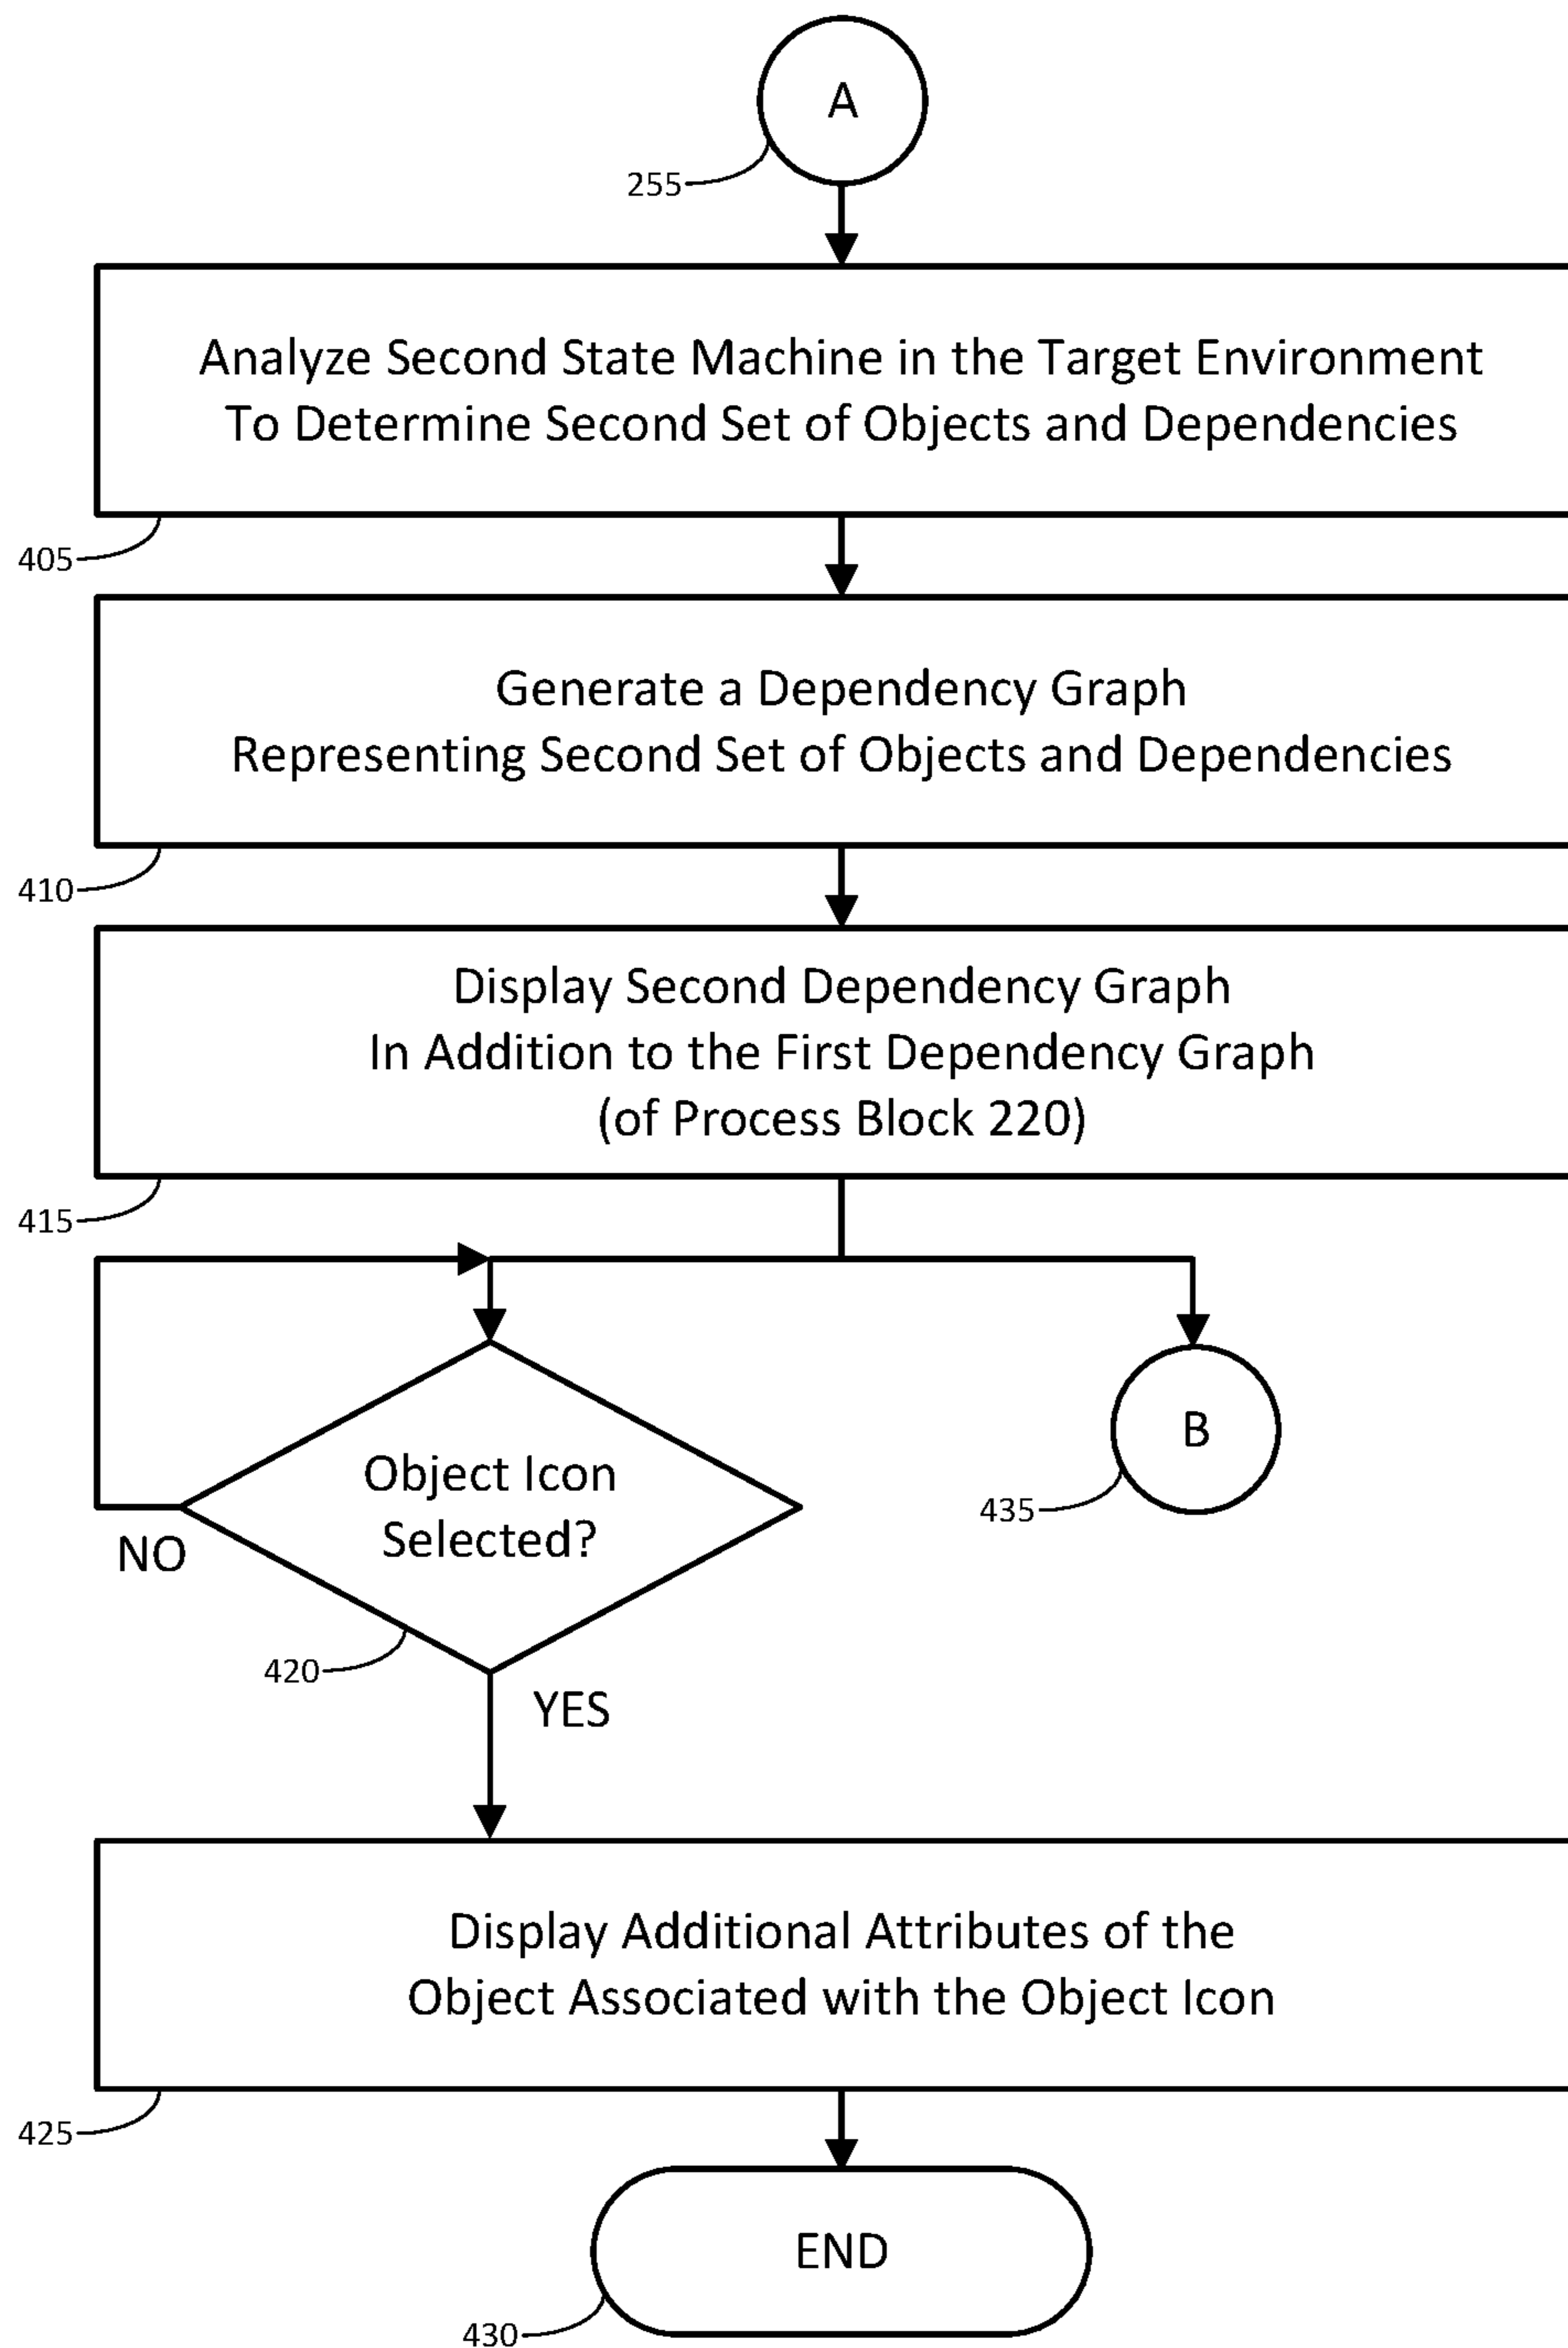 A
255
Analyze Second State Machine in the Target Environment
To Determine Second Set of Objects and Dependencies
405
Generate a Dependency Graph
Representing Second Set of Objects and Dependencies
410
Display Second Dependency Graph
In Addition to the First Dependency Graph
(of Process Block 220)
415
Object Icon
Selected?
NO
420
YES
B
435
Display Additional Attributes of the
Object Associated with the Object Icon
425
END
430